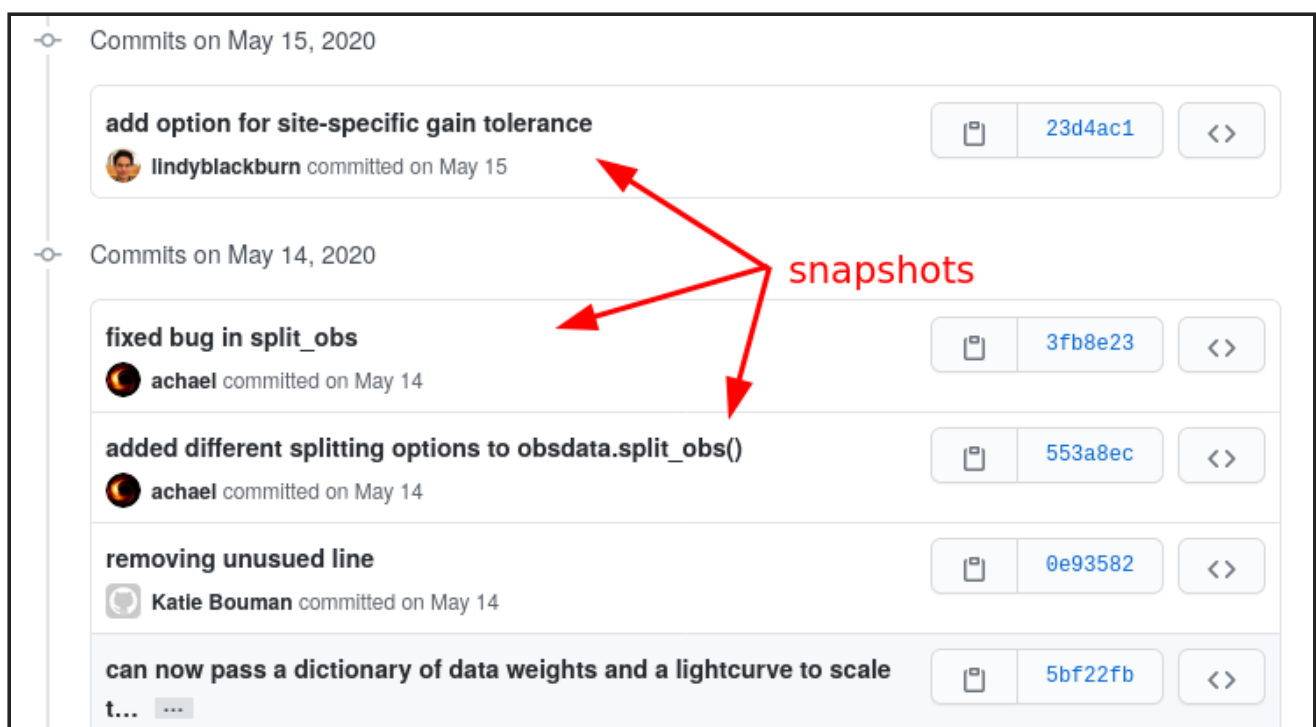 Commits on May 15, 2020
add option for site-specific gain tolerance
23d4ac1
lindyblackburn committed on May 15
Commits on May 14, 2020
snapshots
fixed bug in split_obs
3fb8e23
achael committed on May 14
added different splitting options to obsdata.split_obs()
553a8ec
achael committed on May 14
removing unusued line
0e93582
Katie Bouman committed on May 14
can now pass a dictionary of data weights and a lightcurve to scale
5bf22fb
t... ...